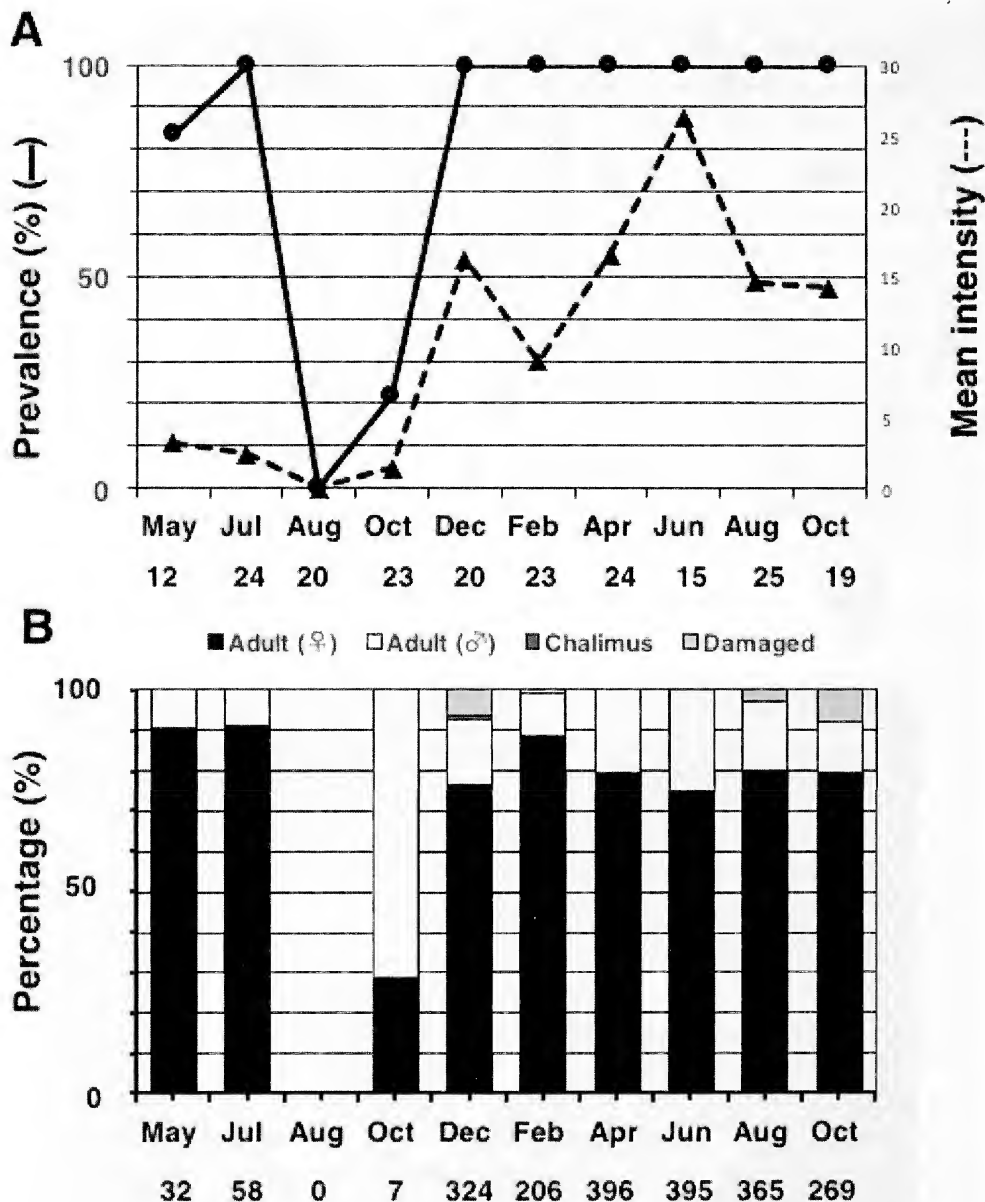 A
100
50
0
Prevalence (%) (—)
30
25
20
15
10
5
0
Mean intensity (---)
May Jul Aug Oct Dec Feb Apr Jun Aug Oct
12 24 20 23 20 23 24 15 25 19
B
Adult (♀) Adult (♂) Chalimus Damaged
100
50
0
Percentage (%)
May Jul Aug Oct Dec Feb Apr Jun Aug Oct
32 58 0 7 324 206 396 395 365 269